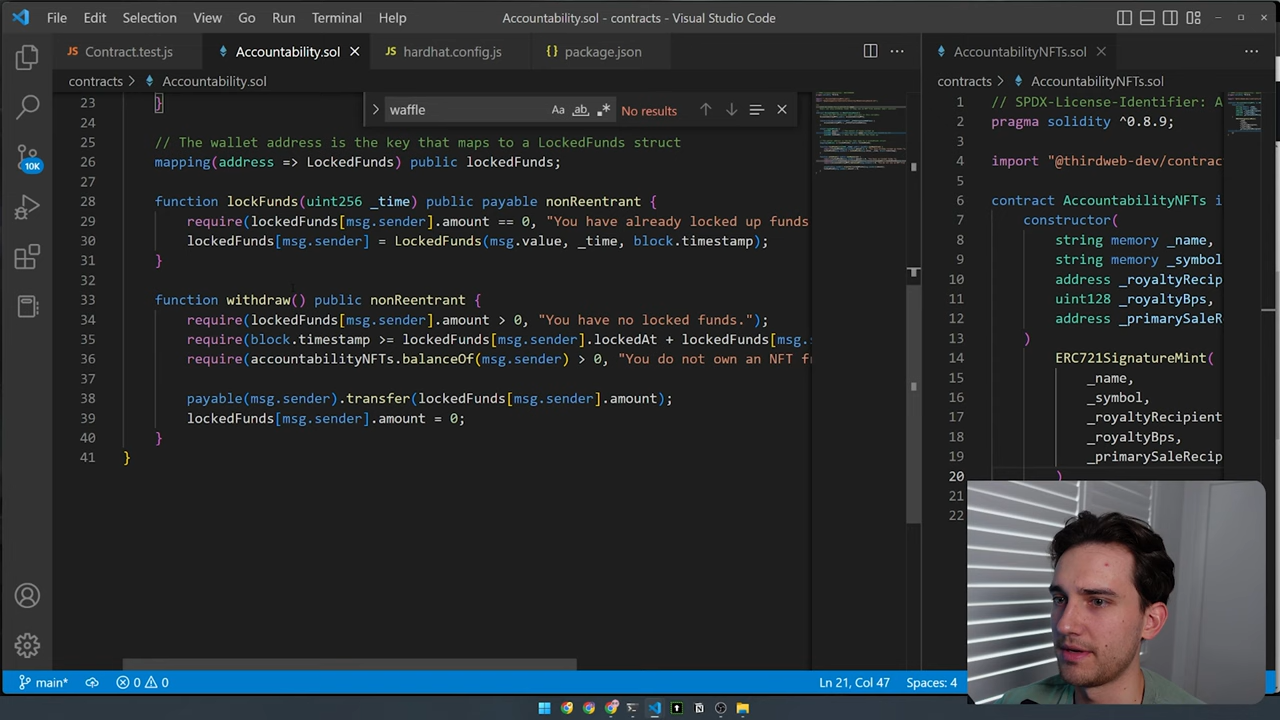 File Edit Selection View Go Run Terminal Help Accountability.sol - contracts - Visual Studio Code
JS Contract.test.js Accountability.sol JS hardhat.config.js {} package.json AccountabilityNFTs.sol
contracts Accountability.sol contracts AccountabilityNFTs.sol
waffle Aa ab No results
10K
23 }
24
25 // The wallet address is the key that maps to a LockedFunds struct
26 mapping(address => LockedFunds) public lockedFunds;
27
28 function lockFunds(uint256 _time) public payable nonReentrant {
29 require(lockedFunds[msg.sender].amount == 0, "You have already locked up funds
30 lockedFunds[msg.sender] = LockedFunds(msg.value, _time, block.timestamp);
31 }
32
33 function withdraw() public nonReentrant {
34 require(lockedFunds[msg.sender].amount > 0, "You have no locked funds.");
35 require(block.timestamp >= lockedFunds[msg.sender].lockedAt + lockedFunds[ms
36 require(accountabilityNFTs.balanceOf(msg.sender) > 0, "You do not own an NFT fr
37
38 payable(msg.sender).transfer(lockedFunds[msg.sender].amount);
39 lockedFunds[msg.sender].amount = 0;
40 }
41 }
1 // SPDX-License-Identifier: A
2 pragma solidity ^0.8.9;
3
4 import "@thirdweb-dev/contrac
5
6 contract AccountabilityNFTs i
7 constructor(
8 string memory _name,
9 string memory _symbol
10 address _royaltyRecip
11 uint128 _royaltyBps,
12 address _primarySaleR
13 )
14 ERC721SignatureMint(
15 _name,
16 _symbol,
17 _royaltyRecipient
18 _royaltyBps,
19 _primarySaleRecip
20 )
21
22
main* 0 0 Ln 21, Col 47 Spaces: 4